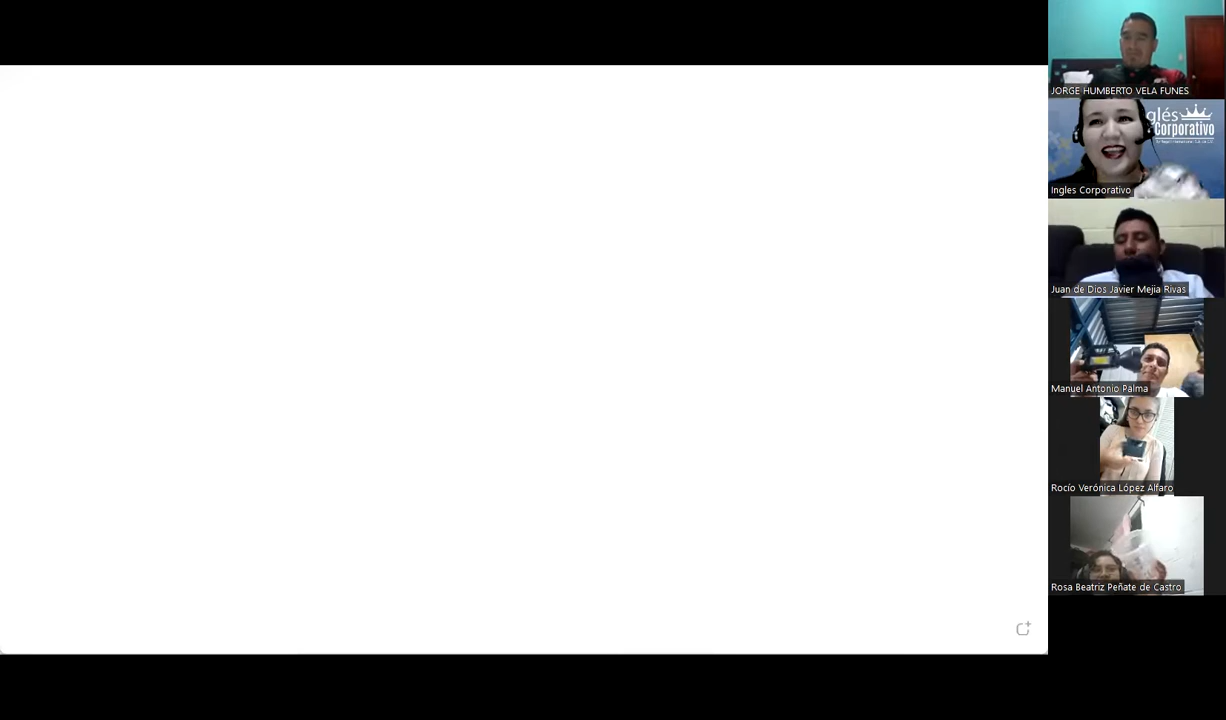 JORGE HUMBERTO VELA FUNES
glés
Corporativo
Ingles Corporativo
Juan de Dios Javier Mejia Rivas
Manuel Antonio Palma
Rocío Verónica López Alfaro
Rosa Beatriz Peñate de Castro